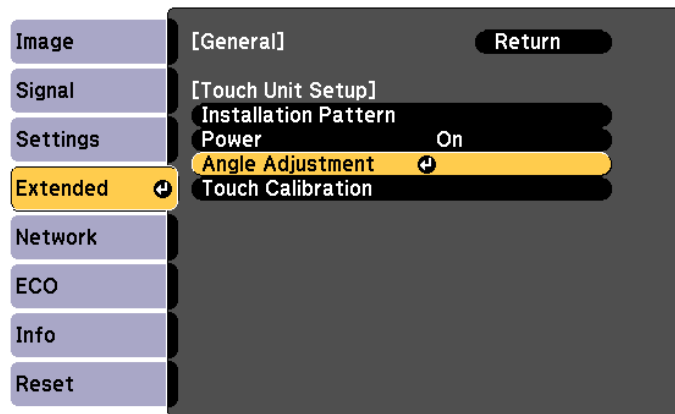 Image
Signal
Settings
Extended
Network
ECO
Info
Reset
[General] Return
[Touch Unit Setup]
Installation Pattern
Power On
Angle Adjustment
Touch Calibration